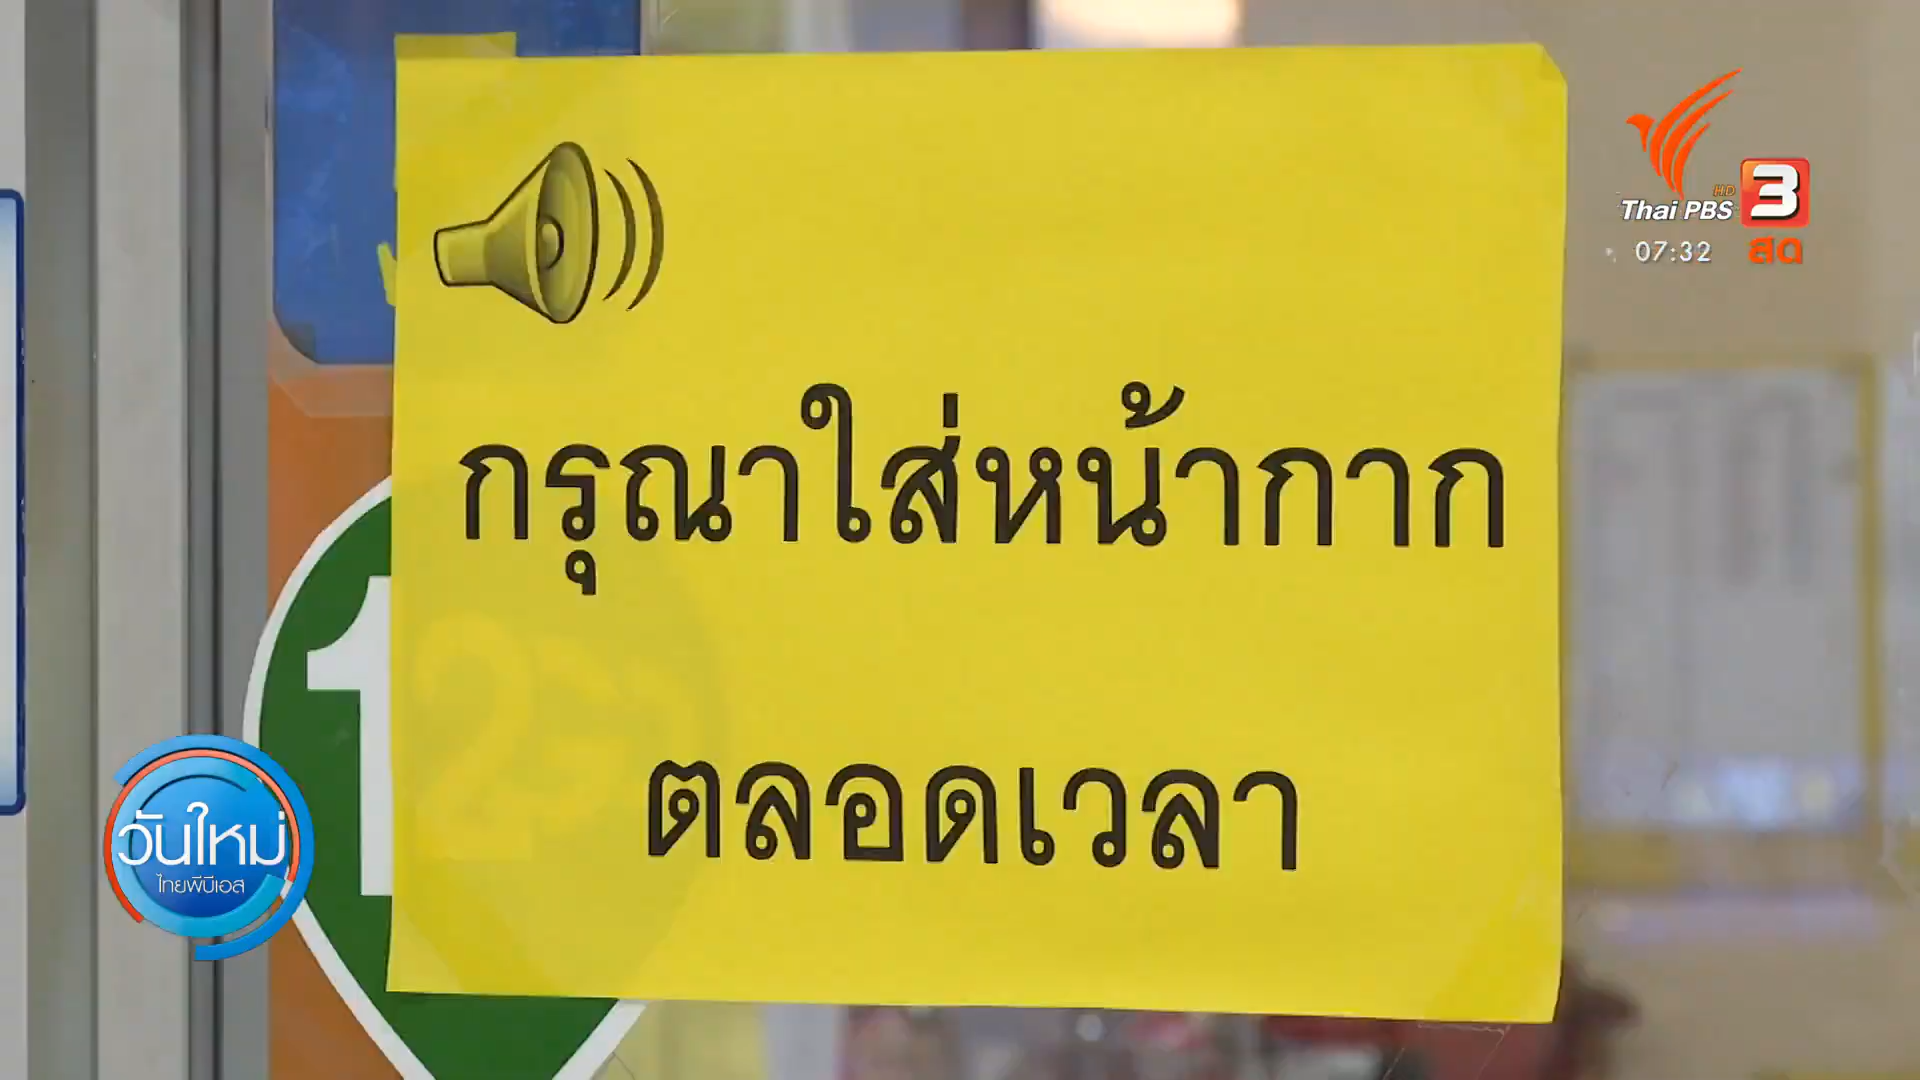 Thai PBS HD 3
07:32 สด
กรุณาใส่หน้ากาก
ตลอดเวลา
1
2
วันใหม่
ไทยพีบีเอส